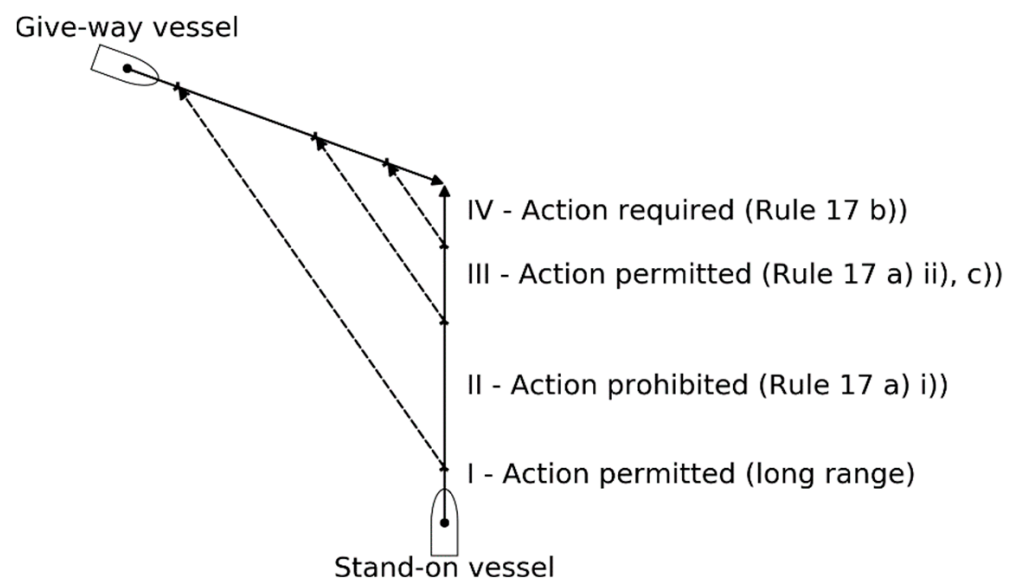 Give-way vessel
IV - Action required (Rule 17 b))
III - Action permitted (Rule 17 a) ii), c))
II - Action prohibited (Rule 17 a) i))
I - Action permitted (long range)
Stand-on vessel